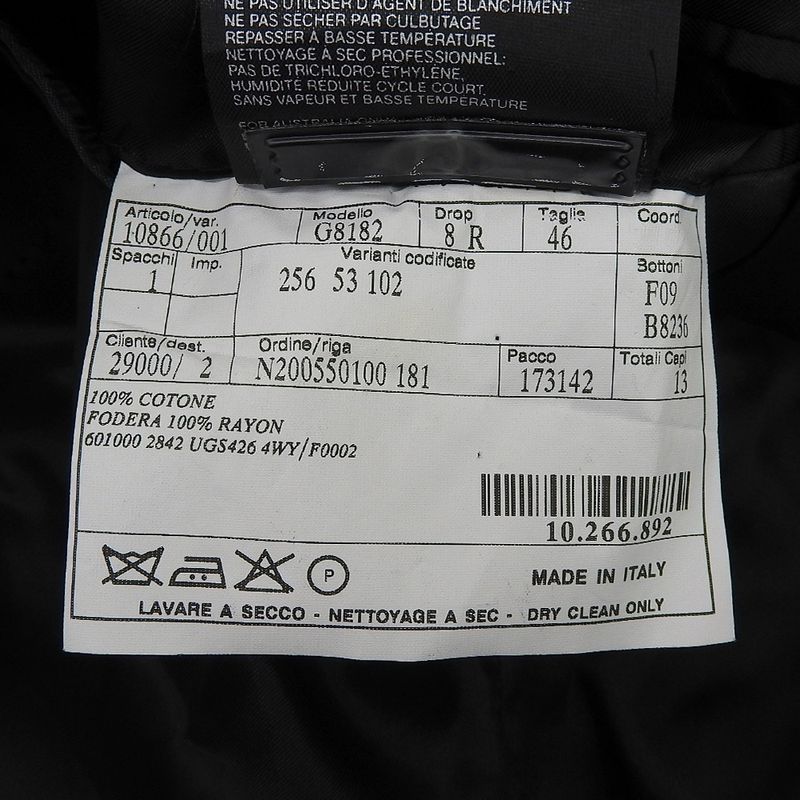 NE PAS UTILISER D'AGENT DE BLANCHIMENT
NE PAS SÉCHER PAR CULBUTAGE
REPASSER À BASSE TEMPÉRATURE
NETTOYAGE À SEC PROFESSIONNEL:
PAS DE TRICHLORO-ÉTHYLÈNE,
HUMIDITÉ RÉDUITE CYCLE COURT,
SANS VAPEUR ET BASSE TEMPÉRATURE
FOR AUSTRALIA
Articolo/var. Modello Drop Taglia Coord.
10866/001 G8182 8 R 46
Spacchi Imp. Varianti codificate Bottoni
1 256 53 102 F09
B8236
Cliente/dest. Ordine/riga Pacco Totali Capi
29000/ 2 N200550100 181 173142 13
100% COTONE
FODERA 100% RAYON
601000 2842 UGS426 4WY/F0002
10.266.892
P MADE IN ITALY
LAVARE A SECCO - NETTOYAGE A SEC - DRY CLEAN ONLY